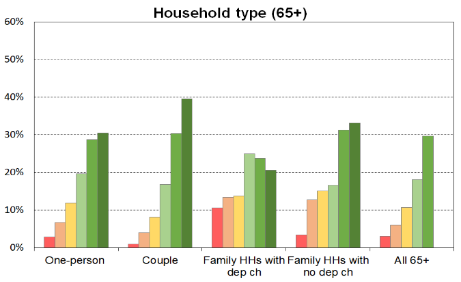 Household type (65+)
60%
50%
40%
30%
20%
10%
0%
One-person Couple Family HHs with Family HHs with All 65+
dep ch no dep ch